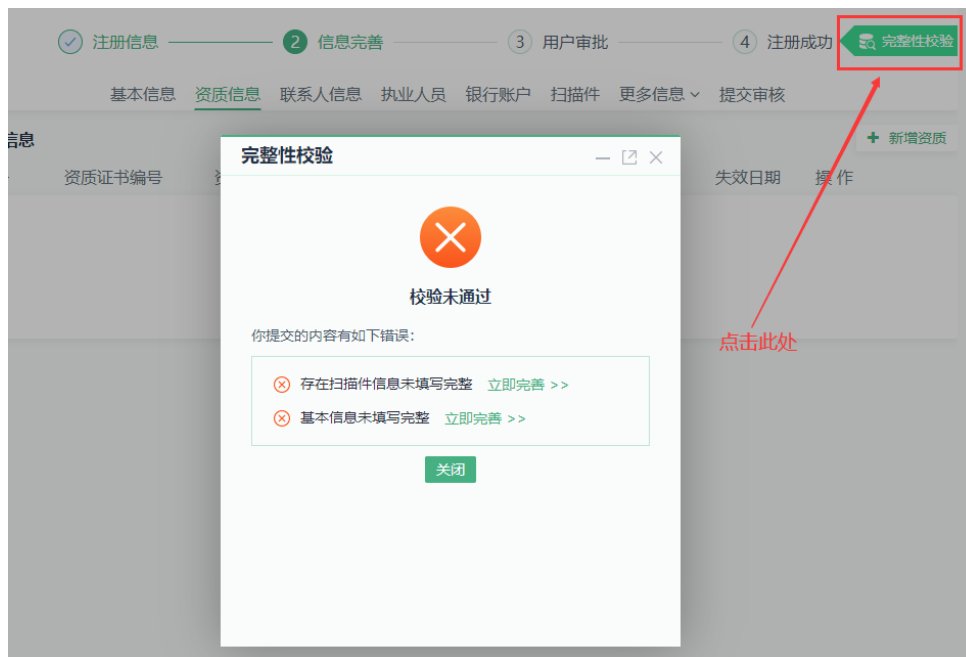 注册信息 2 信息完善 3 用户审批 4 注册成功 完整性校验
基本信息 资质信息 联系人信息 执业人员 银行账户 扫描件 更多信息 提交审核
信息 + 新增资质
资质证书编号 资 失效日期 操作
完整性校验
校验未通过
你提交的内容有如下错误：
存在扫描件信息未填写完整 立即完善 >>
基本信息未填写完整 立即完善 >>
关闭
点击此处